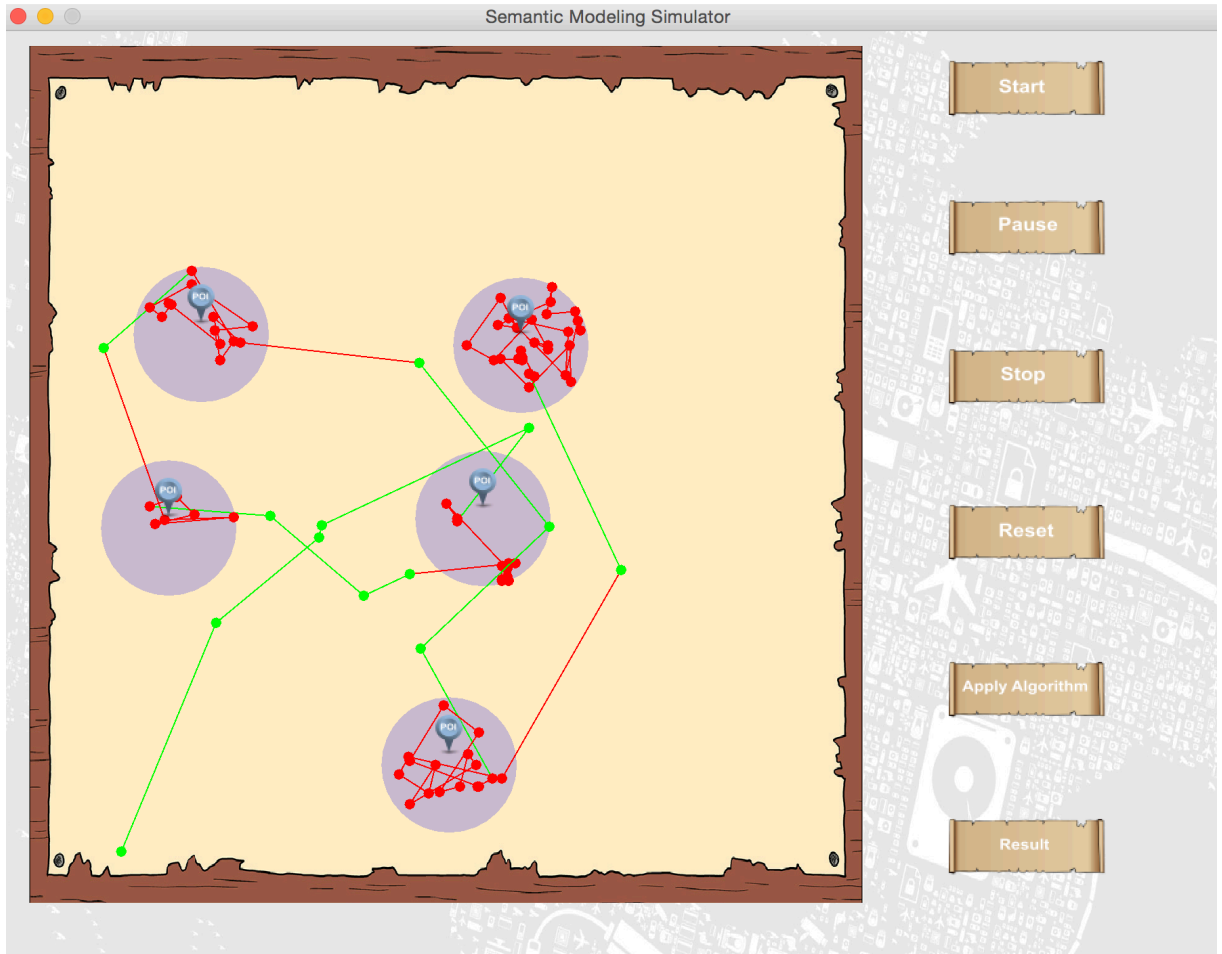 Semantic Modeling Simulator
Start
POI
POI
Pause
Stop
POI
POI
Reset
Apply Algorithm
POI
Result